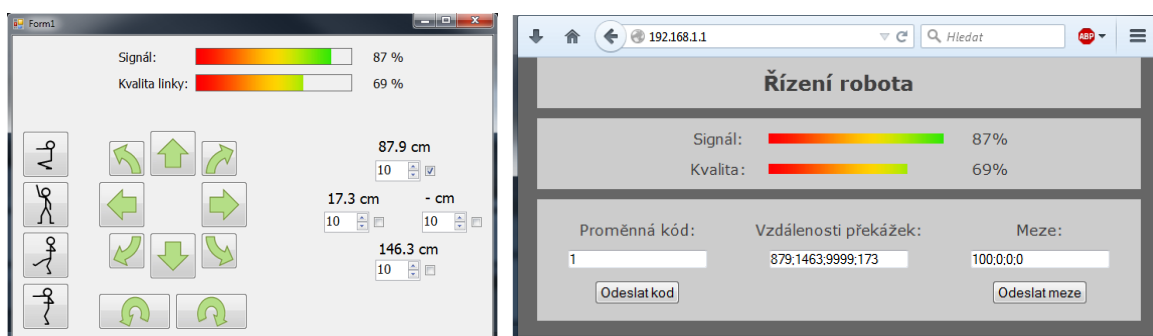 Form1
Signál: 87 %
Kvalita linky: 69 %
87.9 cm
10
17.3 cm - cm
10 10
146.3 cm
10
192.168.1.1 Hledat ABP
Řízení robota
Signál: 87%
Kvalita: 69%
Proměnná kód: Vzdálenosti překážek: Meze:
1 879;1463;9999;173 100;0;0;0
Odeslat kod Odeslat meze